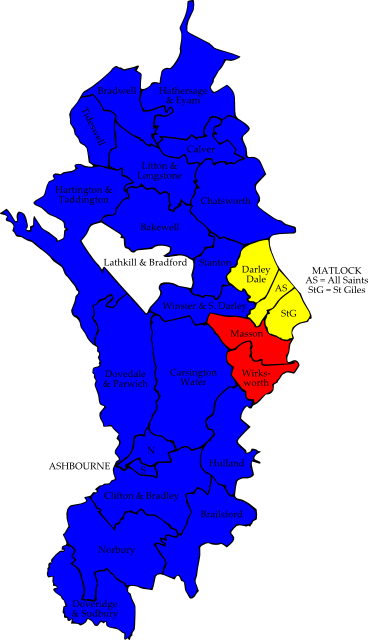 Bradwell
Hathersage
& Eyam
Tideswell
Calver
Litton &
Longstone
Hartington &
Taddington
Chatsworth
Bakewell
Lathkill & Bradford
Stanton
Darley
Dale
MATLOCK
AS = All Saints
StG = St Giles
AS
Winster & S. Darley
StG
Masson
Dovedale
& Parwich
Carsington
Water
Wirks-
worth
N
ASHBOURNE
S
Hulland
Clifton & Bradley
Brailsford
Norbury
Doveridge
& Sudbury